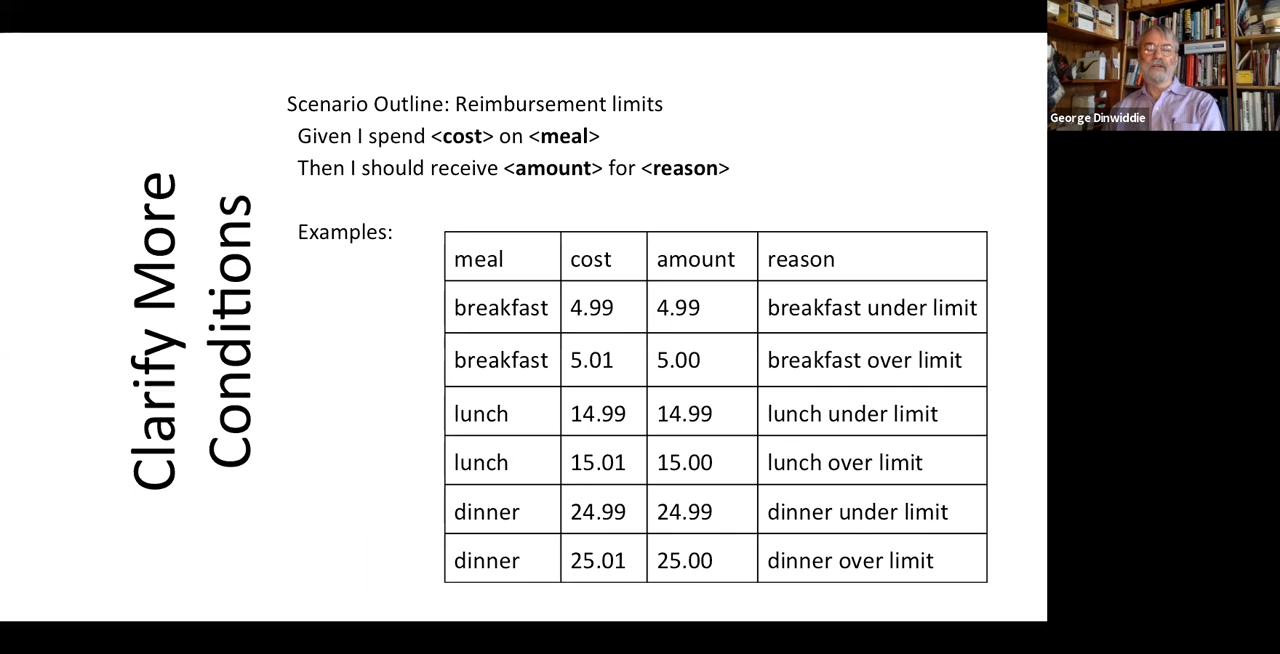 Clarify More
Conditions
Scenario Outline: Reimbursement limits
Given I spend <cost> on <meal>
Then I should receive <amount> for <reason>
Examples:
meal cost amount reason
breakfast 4.99 4.99 breakfast under limit
breakfast 5.01 5.00 breakfast over limit
lunch 14.99 14.99 lunch under limit
lunch 15.01 15.00 lunch over limit
dinner 24.99 24.99 dinner under limit
dinner 25.01 25.00 dinner over limit
George Dinwiddie